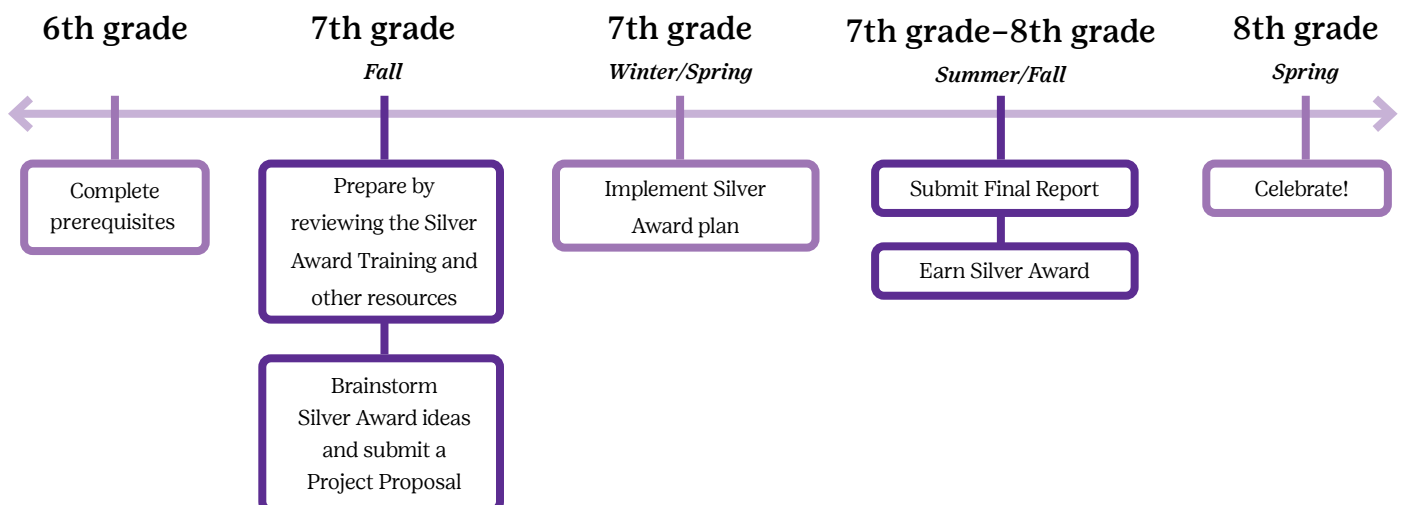 6th grade
7th grade
Fall
7th grade
Winter/Spring
7th grade–8th grade
Summer/Fall
8th grade
Spring
Complete
prerequisites
Prepare by
reviewing the Silver
Award Training and
other resources
Brainstorm
Silver Award ideas
and submit a
Project Proposal
Implement Silver
Award plan
Submit Final Report
Earn Silver Award
Celebrate!